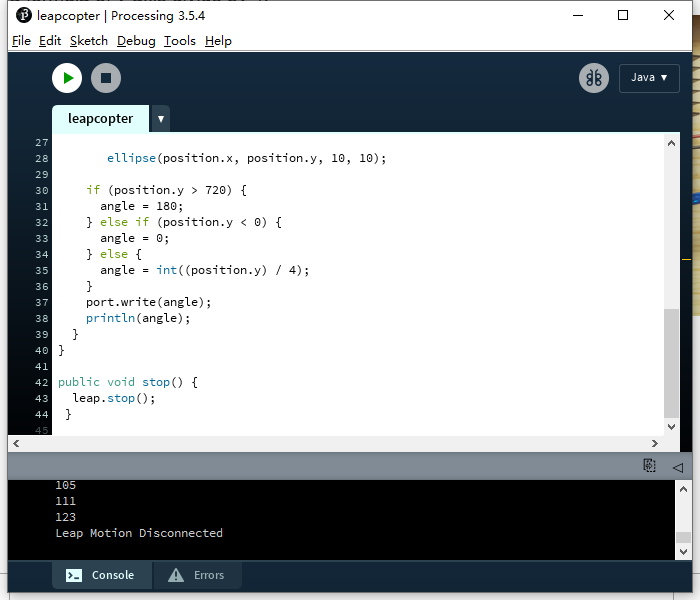 leapcopter | Processing 3.5.4
File Edit Sketch Debug Tools Help
Java ▼
leapcopter ▼
27
28 ellipse(position.x, position.y, 10, 10);
29
30 if (position.y > 720) {
31 angle = 180;
32 } else if (position.y < 0) {
33 angle = 0;
34 } else {
35 angle = int((position.y) / 4);
36 }
37 port.write(angle);
38 println(angle);
39 }
40 }
41
42 public void stop() {
43 leap.stop();
44 }
45
105
111
123
Leap Motion Disconnected
Console Errors